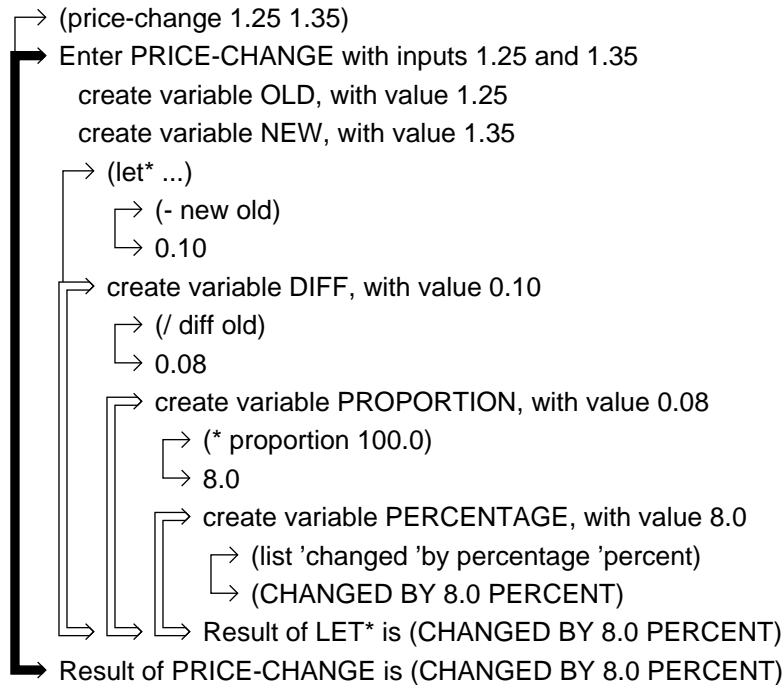 (price-change 1.25 1.35)
Enter PRICE-CHANGE with inputs 1.25 and 1.35
create variable OLD, with value 1.25
create variable NEW, with value 1.35
(let* ...)
(- new old)
0.10
create variable DIFF, with value 0.10
(/ diff old)
0.08
create variable PROPORTION, with value 0.08
(* proportion 100.0)
8.0
create variable PERCENTAGE, with value 8.0
(list ’changed ’by percentage ’percent)
(CHANGED BY 8.0 PERCENT)
Result of LET* is (CHANGED BY 8.0 PERCENT)
Result of PRICE-CHANGE is (CHANGED BY 8.0 PERCENT)